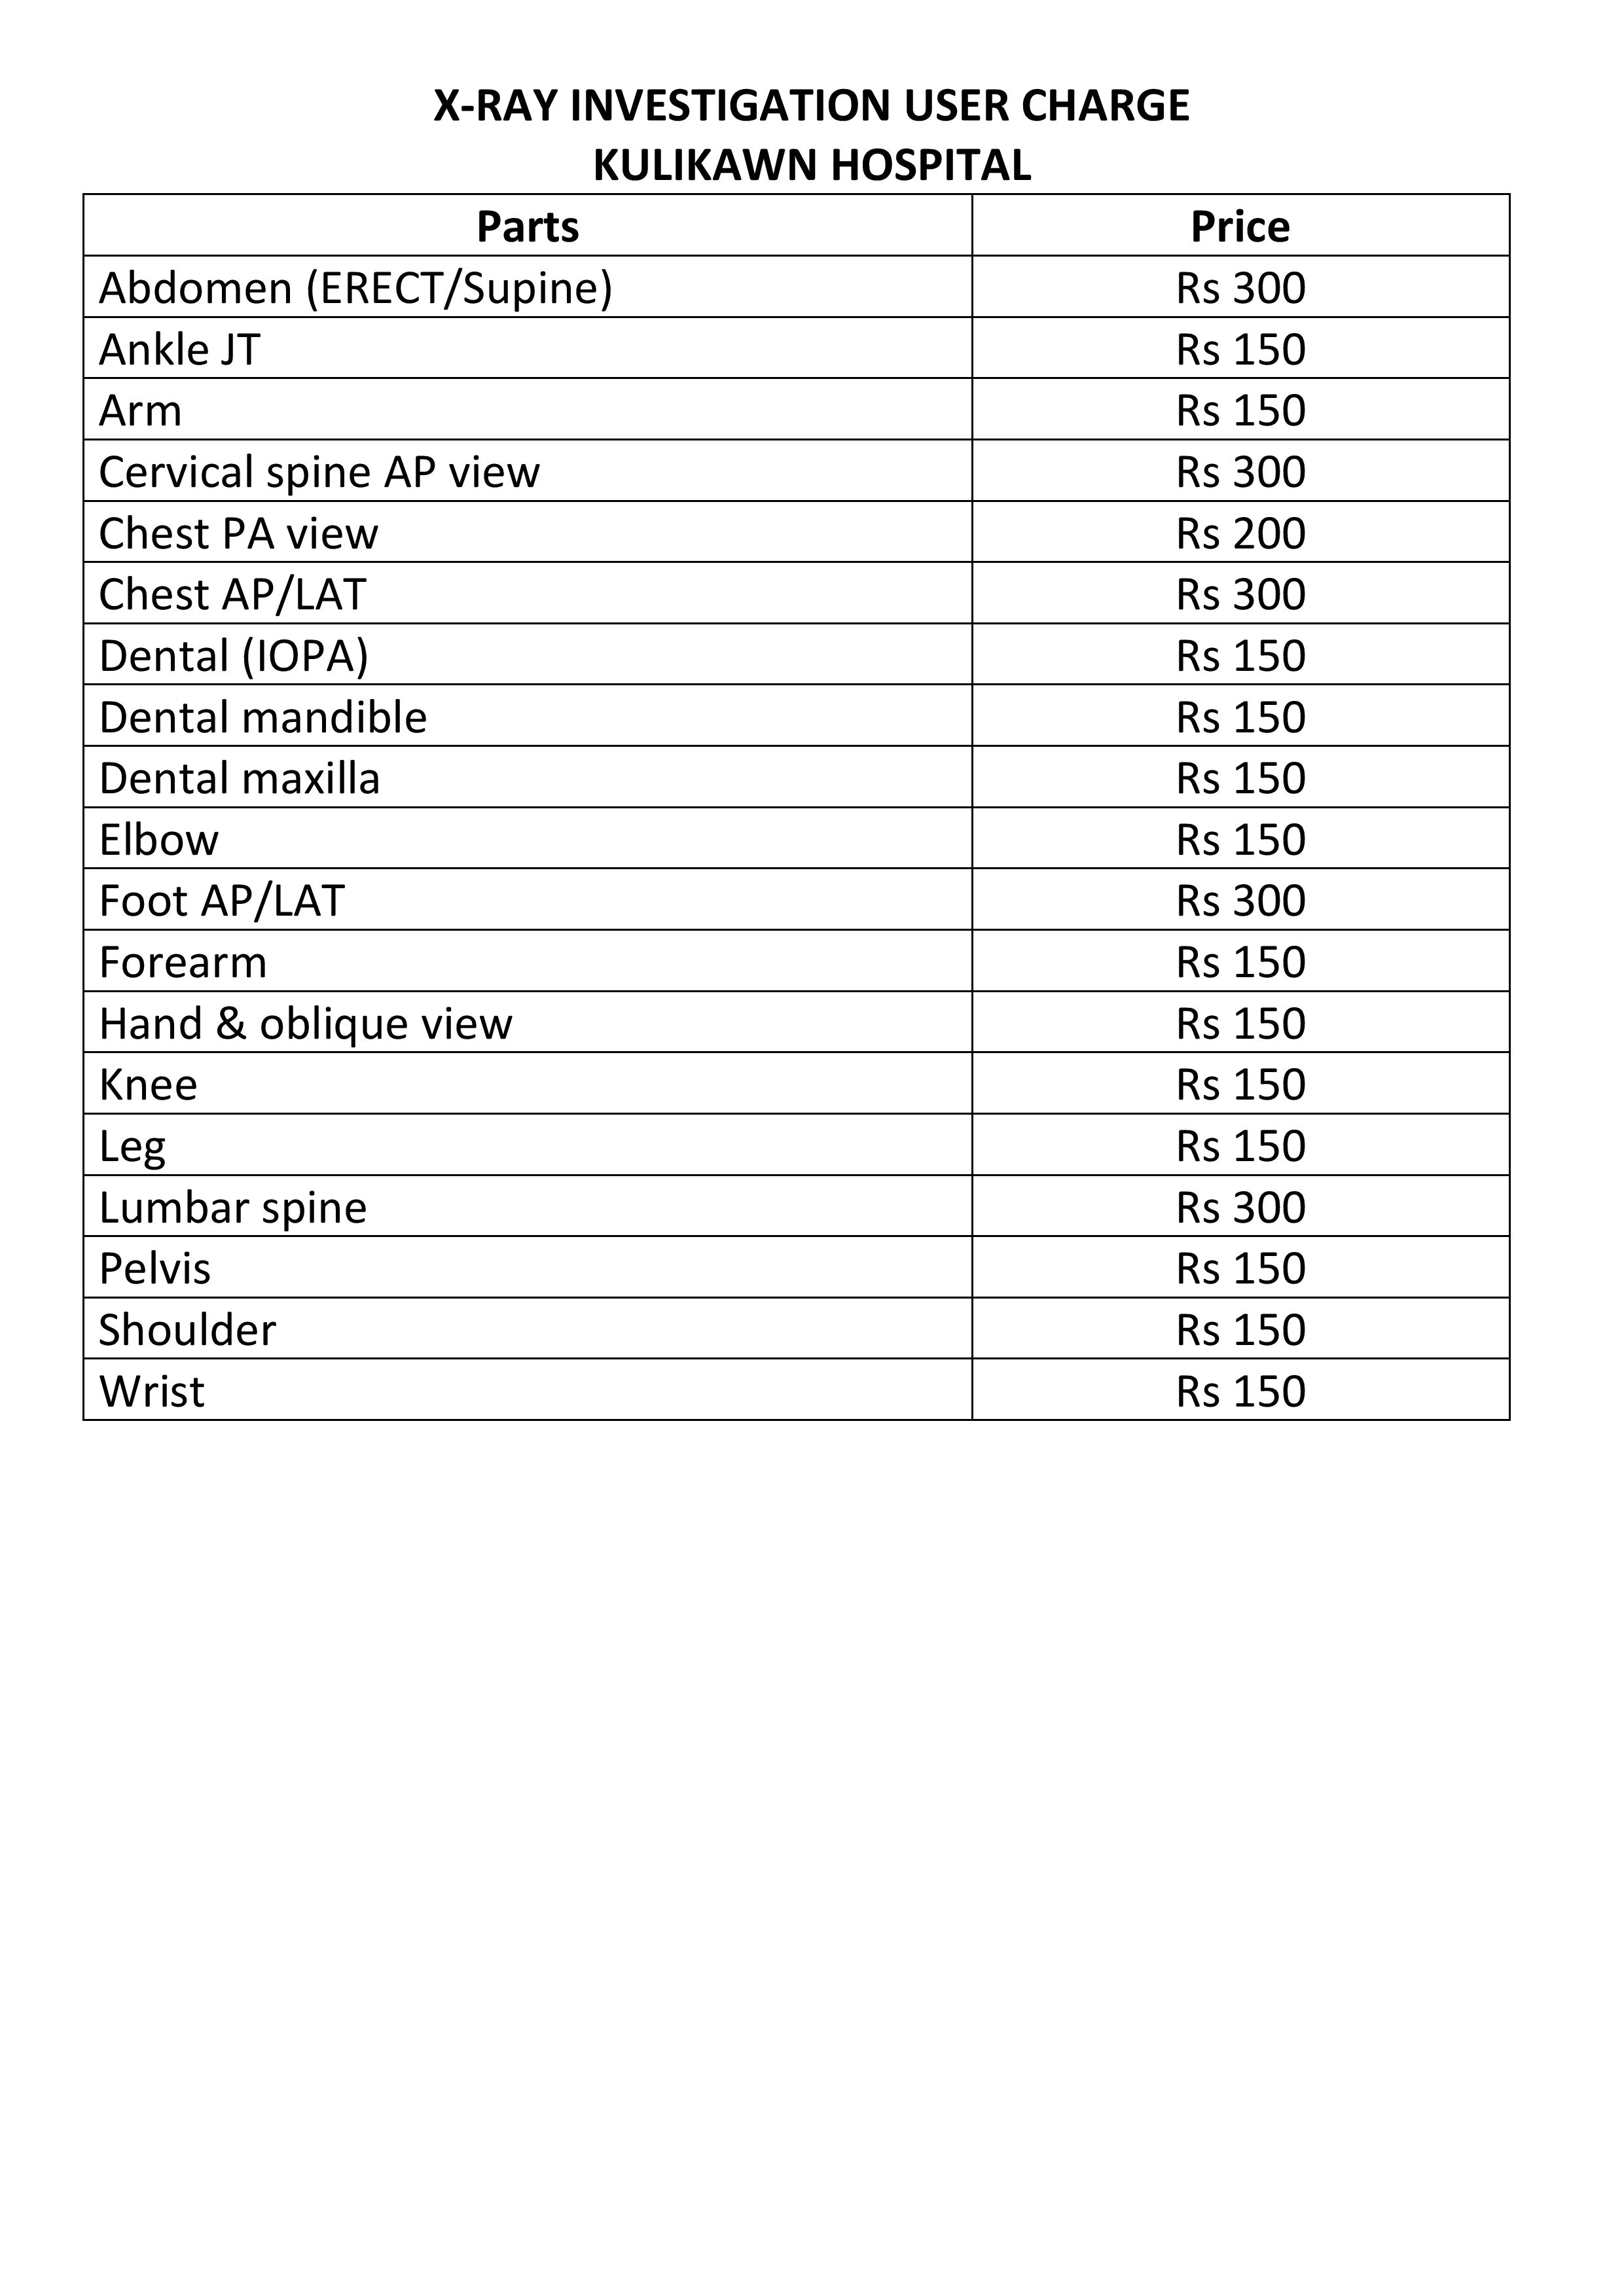 X-RAY INVESTIGATION USER CHARGE
KULIKAWN HOSPITAL
Parts Price
Abdomen (ERECT/Supine) Rs 300
Ankle JT Rs 150
Arm Rs 150
Cervical spine AP view Rs 300
Chest PA view Rs 200
Chest AP/LAT Rs 300
Dental (IOPA) Rs 150
Dental mandible Rs 150
Dental maxilla Rs 150
Elbow Rs 150
Foot AP/LAT Rs 300
Forearm Rs 150
Hand & oblique view Rs 150
Knee Rs 150
Leg Rs 150
Lumbar spine Rs 300
Pelvis Rs 150
Shoulder Rs 150
Wrist Rs 150